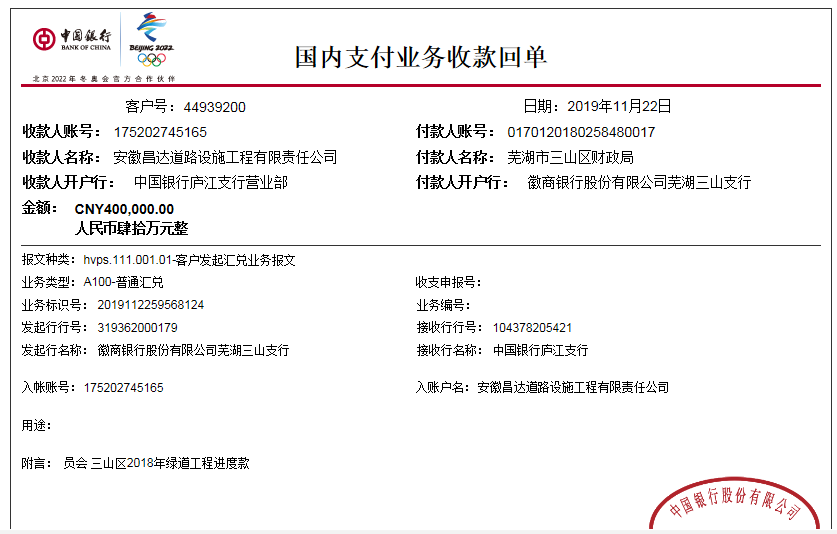 中国银行
BANK OF CHINA
BEIJING 2022
北京2022年冬奥会官方合作伙伴
国内支付业务收款回单
客户号：44939200 日期：2019年11月22日
收款人账号：175202745165 付款人账号：0170120180258480017
收款人名称：安徽昌达道路设施工程有限责任公司 付款人名称：芜湖市三山区财政局
收款人开户行：中国银行庐江支行营业部 付款人开户行：徽商银行股份有限公司芜湖三山支行
金额：CNY400,000.00
人民币肆拾万元整
报文种类：hvps.111.001.01-客户发起汇兑业务报文
业务类型：A100-普通汇兑 收支申报号：
业务标识号：2019112259568124 业务编号：
发起行行号：319362000179 接收行行号：104378205421
发起行名称：徽商银行股份有限公司芜湖三山支行 接收行名称：中国银行庐江支行
入帐账号：175202745165 入账户名：安徽昌达道路设施工程有限责任公司
用途：
附言：员会 三山区2018年绿道工程进度款
中国银行股份有限公司